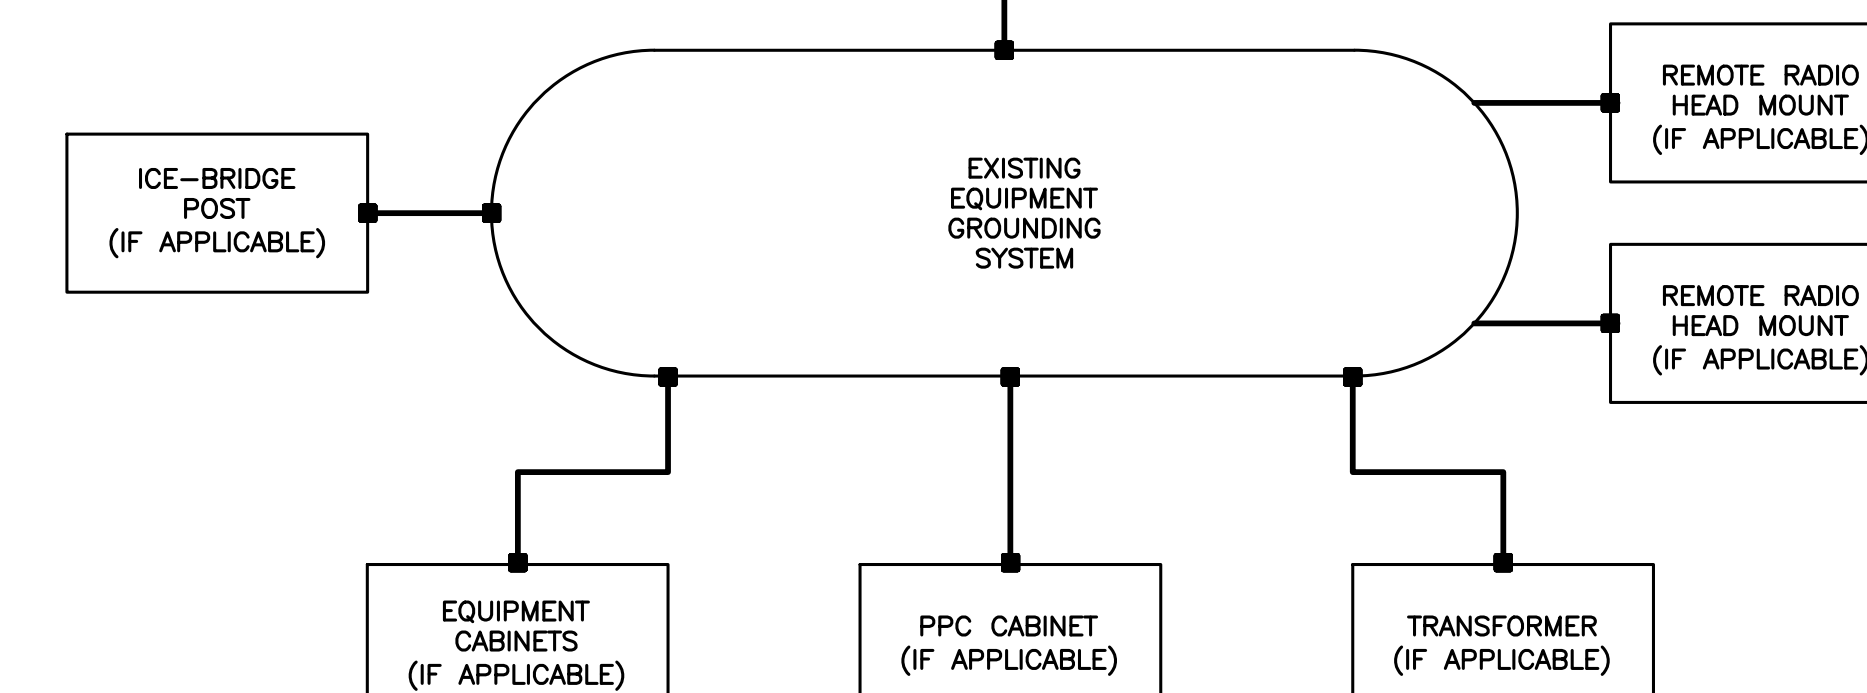 REMOTE RADIO
HEAD MOUNT
(IF APPLICABLE)
ICE-BRIDGE
POST
(IF APPLICABLE)
EXISTING
EQUIPMENT
GROUNDING
SYSTEM
REMOTE RADIO
HEAD MOUNT
(IF APPLICABLE)
EQUIPMENT
CABINETS
(IF APPLICABLE)
PPC CABINET
(IF APPLICABLE)
TRANSFORMER
(IF APPLICABLE)